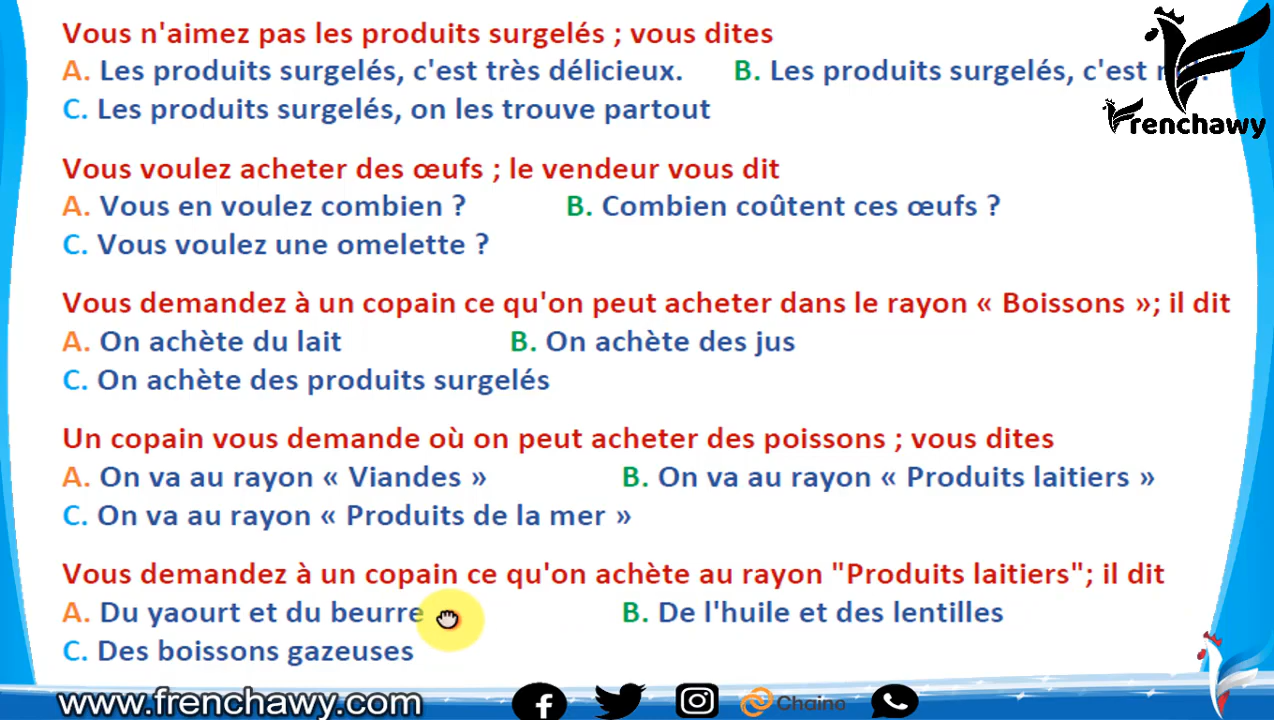 Vous n'aimez pas les produits surgelés ; vous dites
A. Les produits surgelés, c'est très délicieux. B. Les produits surgelés, c'est
C. Les produits surgelés, on les trouve partout
Frenchawy
Vous voulez acheter des œufs ; le vendeur vous dit
A. Vous en voulez combien ? B. Combien coûtent ces œufs ?
C. Vous voulez une omelette ?
Vous demandez à un copain ce qu'on peut acheter dans le rayon « Boissons »; il dit
A. On achète du lait B. On achète des jus
C. On achète des produits surgelés
Un copain vous demande où on peut acheter des poissons ; vous dites
A. On va au rayon « Viandes » B. On va au rayon « Produits laitiers »
C. On va au rayon « Produits de la mer »
Vous demandez à un copain ce qu'on achète au rayon "Produits laitiers"; il dit
A. Du yaourt et du beurre B. De l'huile et des lentilles
C. Des boissons gazeuses
www.frenchawy.com Chaino